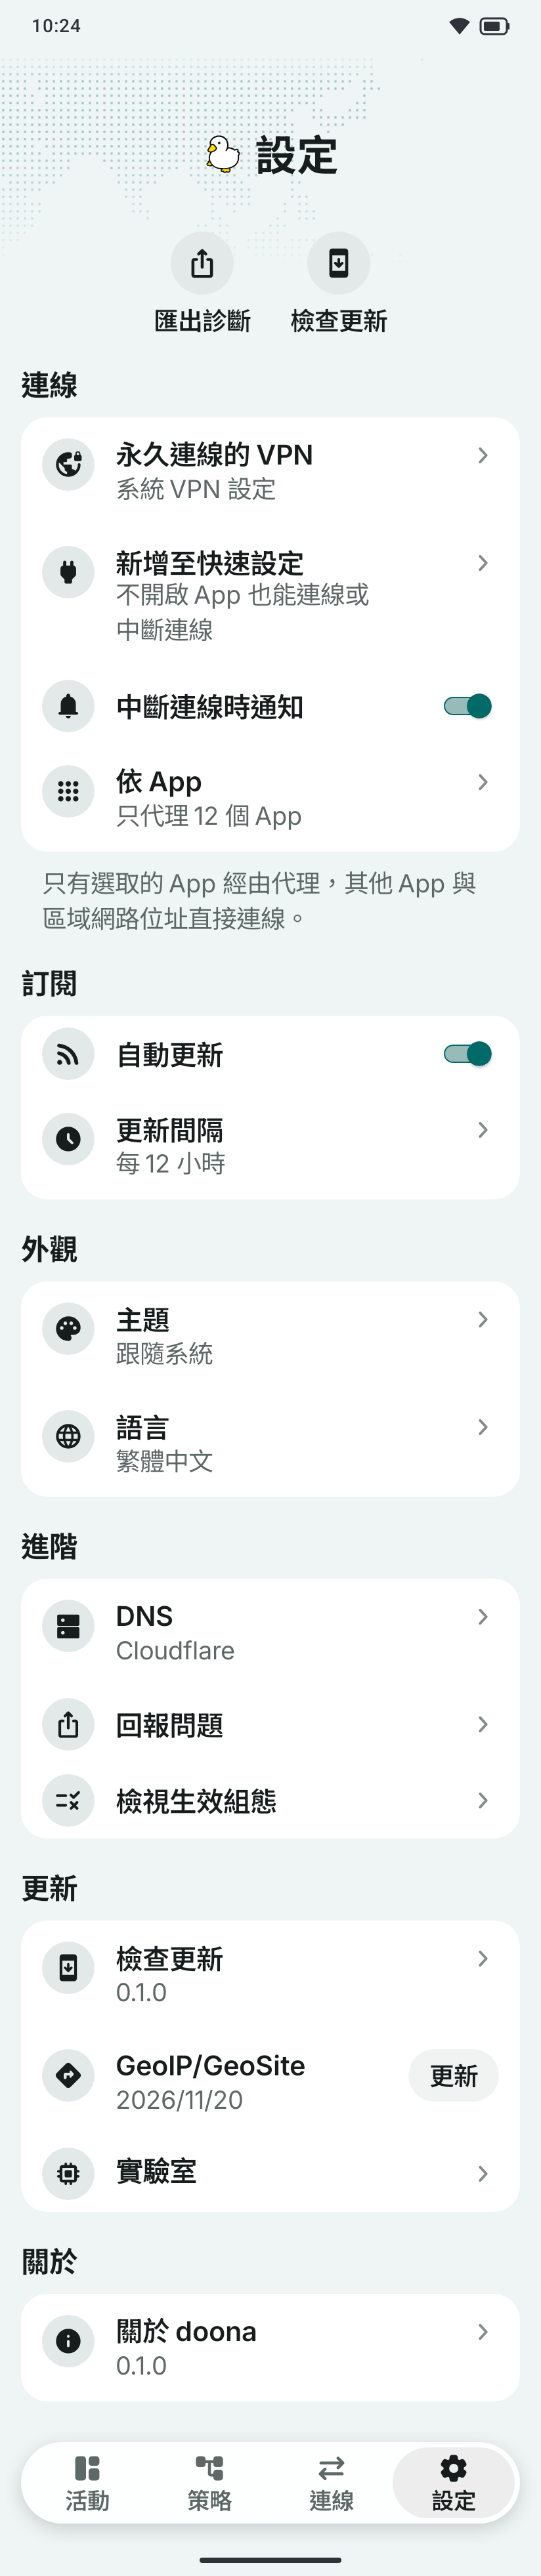 10:24
設定
匯出診斷
檢查更新
連線
永久連線的 VPN
系統 VPN 設定
新增至快速設定
不開啟 App 也能連線或
中斷連線
中斷連線時通知
依 App
只代理 12 個 App
只有選取的 App 經由代理，其他 App 與
區域網路位址直接連線。
訂閱
自動更新
更新間隔
每 12 小時
外觀
主題
跟隨系統
語言
繁體中文
進階
DNS
Cloudflare
回報問題
檢視生效組態
更新
檢查更新
0.1.0
GeoIP/GeoSite
2026/11/20
更新
實驗室
關於
關於 doona
0.1.0
活動
策略
連線
設定